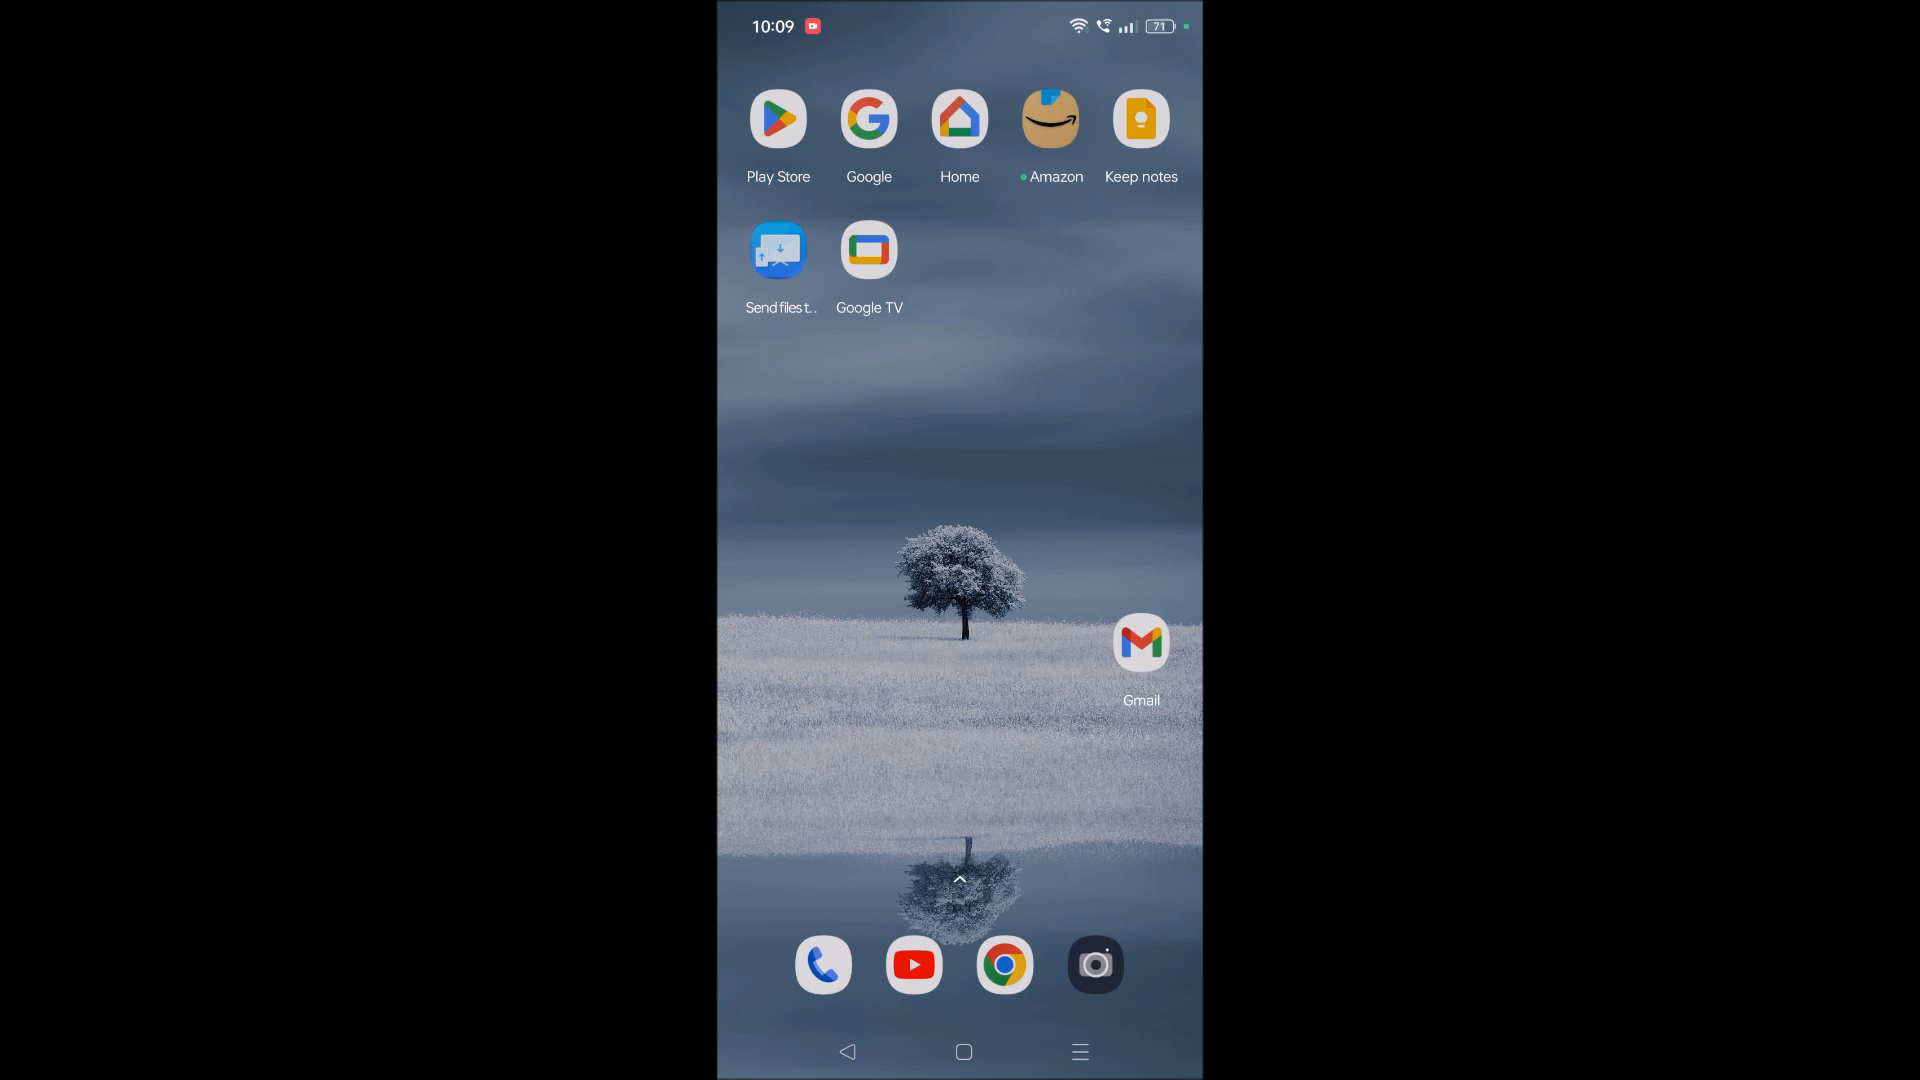 10:09
71
Play Store
Google
Home
Amazon
Keep notes
Send files t..
Google TV
Gmail